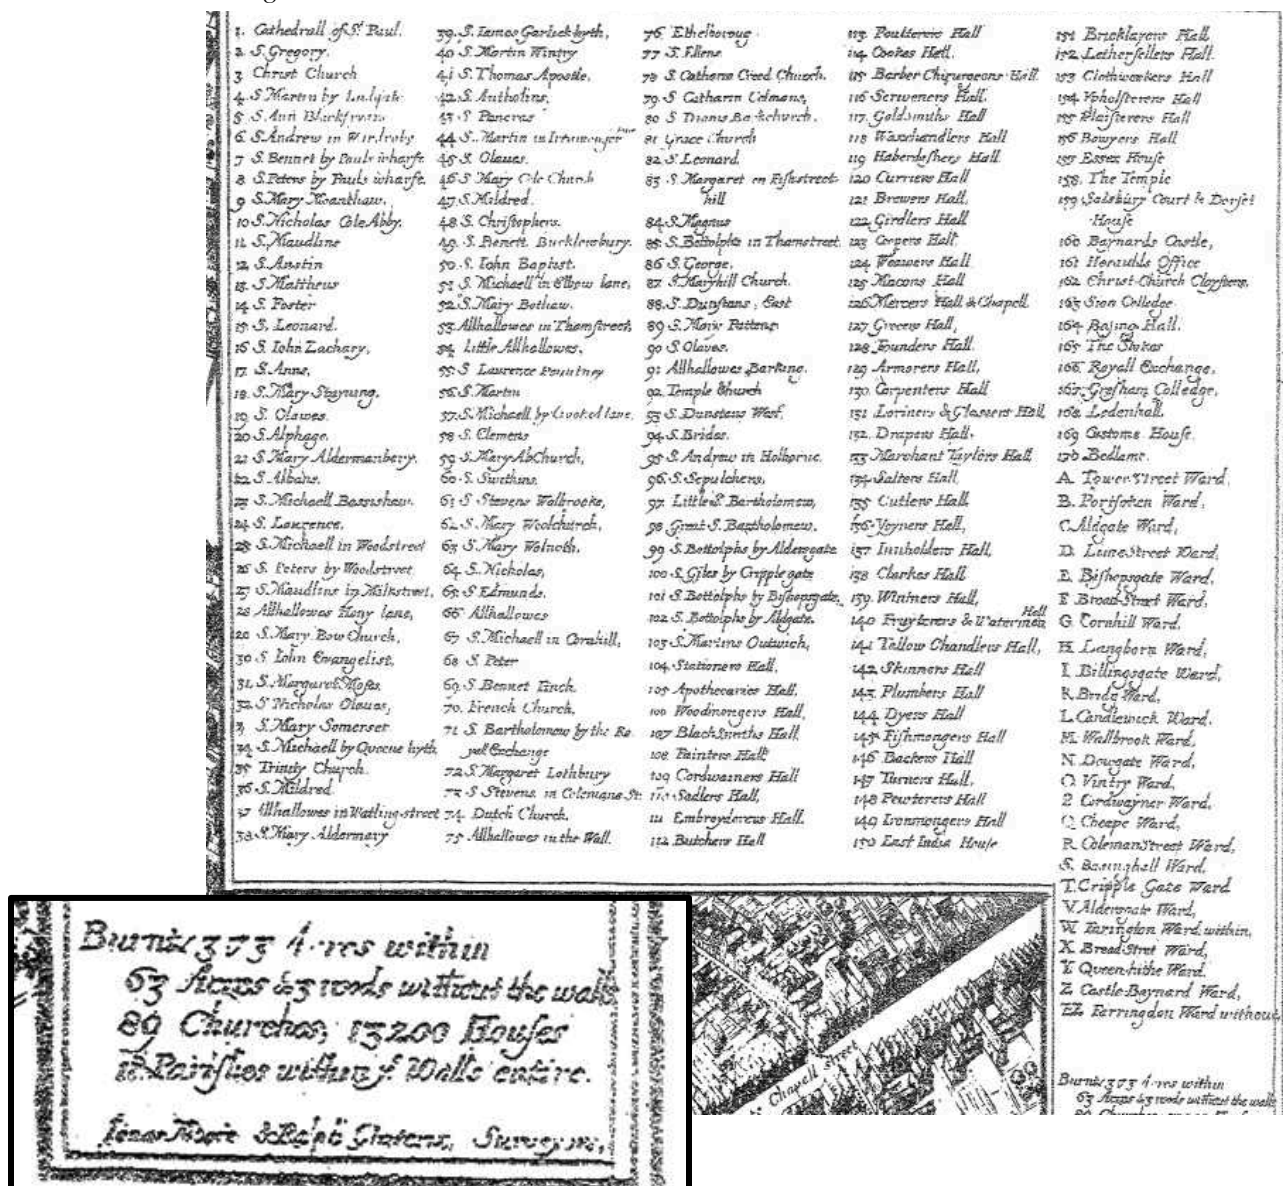 1. Cathedrall of St Paul.
2. S. Gregory.
3 Christ Church
4. S Martin by Ludgate
5. S. Ann Blackfryers
6. S. Andrew in Wardrobe
7 S. Bennet by Pauls wharfe
8 S. Peters by Pauls wharfe.
9 S. Mary Mounthaw.
10 S. Nicholas Cole Abby.
11 S. Maudline
12 S. Austin
13. S. Mattheus
14 S. Foster
15 S. Leonard.
16 S. Iohn Zachary,
17. S. Anne,
18. S. Mary Stayning.
19 S. Olaves.
20 S. Alphage.
21 S. Mary Aldermanbery.
22 S. Albans.
23 S. Michaell Bassishaw.
24 S. Lawrence.
25 S. Michaell in Woodstreet
26 S. Peters by Woodstreet
27 S. Maudlins in Milkstreet,
28 Allhallowes Hony lane,
29 S. Mary Bow Church,
30 S Iohn Evangelist,
31. S. Margaret Moses
32 S Nicholas Olaues,
S. Mary Somerset
34 S. Michaell by Queene hyth
35 Trinity Church.
36 S. Mildred
37 Allhallowes in Watling street
38 S. Mary Aldermary
39. S. Iames Garlickhyth,
40 S. Martin Vintry
41 S. Thomas Apostle,
42. S. Antholins,
43 S Pancras
44 S. Martin in Iremonger
45 S. Olaues.
46 S Mary Cole Church
47 S. Mildred.
48 S. Christophers.
49. S. Benett Bucklersbury.
50. S. Iohn Baptist.
51 S. Michaell in Elbow lane,
52. S. Mary Bothaw.
53. Allhallowes in Thamstreet,
54 Little Allhallowes.
55 S Laurence Pountney
56 S. Martin
57. S. Michaell by Crooked lane.
58 S. Clemens
59 S. Mary AbChurch,
60. S. Swithins.
61 S Stevens Walbrooke,
62. S. Mary Woolchurch,
63 S. Mary Wolnoth,
64. S. Nicholas,
65 S Edmunds.
66 Allhallowes
67 S. Michaell in Cornhill,
68 S. Peter
69. S. Bennet Finch.
70. French Church,
71 S. Bartholomew by the Ro
yal Exchange
72 S. Margaret Lothbury
73 S Stevens. in Colemans St.
74. Dutch Church.
75 Allhallowes in the Wall.
76 Ethelboroug
77 S. Ellens
78 S. Catherns Creed Church.
79. S Catharin Colmans,
80 S Dionis Backchurch.
81 Grace Church
82 S. Leonard
83 S. Margaret on Fishstreet
hill
84. S. Magnus
85. S. Bottolphs in Thamstreet.
86 S. George,
87 S. Maryhill Church.
88. S. Dunstans, East
89 S. Mary Pattens
90 S. Olaves.
91 Allhallowes Barking.
92. Temple Church
93 S. Dunstans West,
94. S. Brides.
95 S. Andrew in Holborne.
96. S. Sepulchers,
97. Little S. Bartholomew,
98 Great S. Bartholomew.
99 S. Bottolphs by Aldersgate
100. S Giles by Cripplegate
101 S Bottolphs by Bishopsgate,
102 S. Bottolphs by Aldgate.
103 S. Martins Outwich,
104. Stationers Hall,
105 Apothecaries Hall,
Woodmongers Hall,
107 Blacksmiths Hall
108 Painters Hall
109 Cordwainers Hall
110 Sadlers Hall,
111 Embroyderers Hall.
112 Butchers Hall
113 Poulterers Hall
114 Cookes Hall.
115 Barber Chirurgeons Hall.
116 Scriveners Hall.
117. Goldsmiths Hall
118 Waxchandlers Hall
119 Haberdashers Hall
120 Curriers Hall
121 Brewers Hall,
122. Girdlers Hall
123 Coopers Hall.
124 Weavers Hall
125 Masons Hall
126 Mercers Hall & Chapell
127 Grocers Hall,
128 Founders Hall.
129 Armorers Hall,
130. Carpenters Hall
131 Loriners & Glassers Hall
132. Drapers Hall.
133 Marchant Taylors Hall
134 Salters Hall,
135 Cutlers Hall
136 Joyners Hall,
137 Innholders Hall,
138 Clarkes Hall
139. Vintners Hall,
140 Fruyterers & Watermen Hall
141 Tallow Chandlers Hall,
142 Skinners Hall
143. Plumbers Hall
144 Dyers Hall
145 Fishmongers Hall
146 Backers Hall
147 Turners Hall,
148 Pewterers Hall
149 Ironmongers Hall
150 East India House
151 Bricklayers Hall
152. Lethersellers Hall.
153 Clothworkers Hall
154 Vpholsterers Hall
155 Plaisterers Hall
156 Bowyers Hall
157 Essex House
158. The Temple
159 Salsbury Court & Dorset
House
160 Baynards Castle,
161 Heraulds Office
162 Christ-Church Cloysters,
163 Sion Colledge
164 Basing Hall.
165 The Stokes
166. Royall Exchange,
167. Gresham Colledge,
168 Ledenhall.
169 Customs House.
170 Bedlame.
A. Tower Street Ward.
B. Portsoken Ward,
C. Aldgate Ward,
D. Limestreet Ward,
E. Bishopsgate Ward,
F. Broad-Street Ward,
G. Cornhill Ward,
H. Langborn Ward,
I. Billingsgate Ward,
K. Bridg Ward,
L. Candlewick Ward.
M. Wallbrook Ward,
N. Dowgate Ward,
O. Vintry Ward,
P. Cordwayner Ward,
Q. Cheape Ward,
R. Coleman Street Ward,
S. Basinghall Ward,
T. Cripple Gate Ward
V. Aldersgate Ward,
W. Faringdon Ward within,
X. Bread-Stret Ward,
Y. Queen-hithe Ward.
Z. Castle-Baynard Ward,
ZZ. Farringdon Ward without
Burnt 373 Acres within
63 Acres & 3 roods without the walls
89 Churches, 13200 Houses
11 Parishes within ye Walls entire.
Jonas Moore & Ralph Gatrens, Surveyors,
Chapell Street
Burnt 373 Acres within
63 Acres & 3 roods without the walls